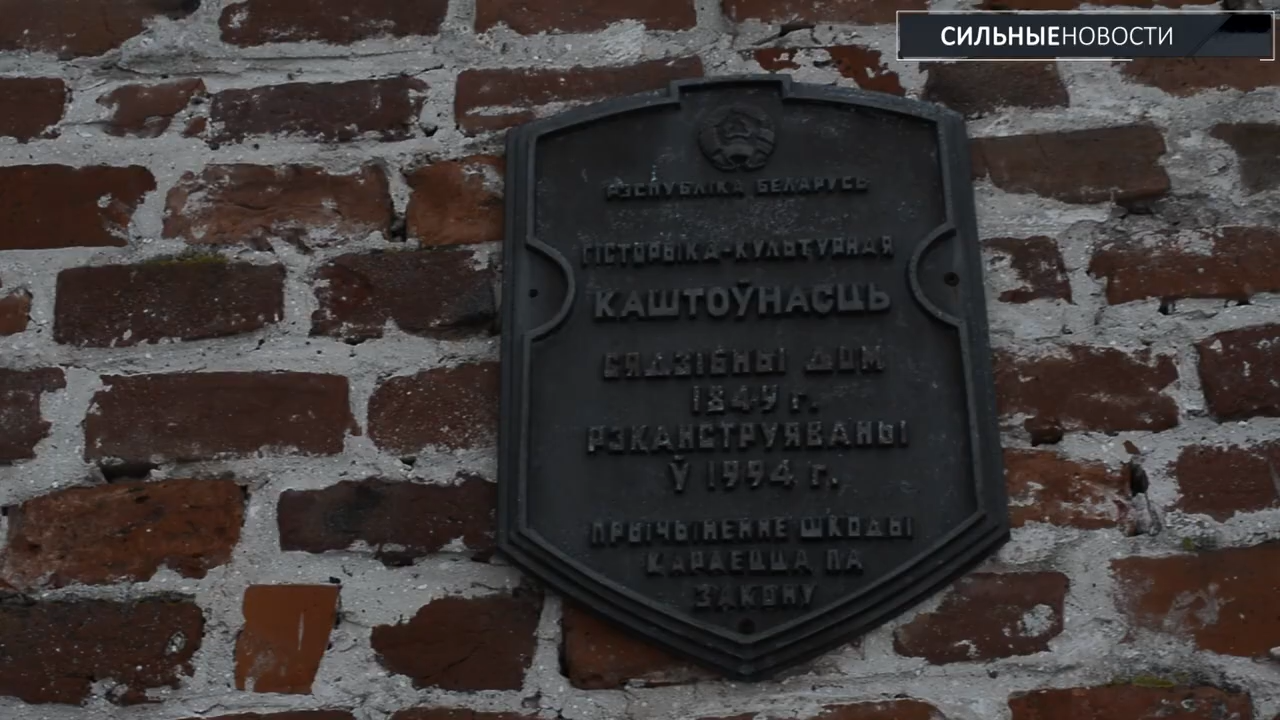 СИЛЬНЫЕНОВОСТИ
РЭСПУБЛІКА БЕЛАРУСЬ
ГІСТОРЫКА-КУЛЬТУРНАЯ
КАШТОЎНАСЦЬ
СЯДЗІБНЫ ДОМ
1849 г.
РЭКАНСТРУЯВАНЫ
Ў 1994 г.
ПРЫЧЫНЕННЕ ШКОДЫ
КАРАЕЦЦА ПА
ЗАКОНУ